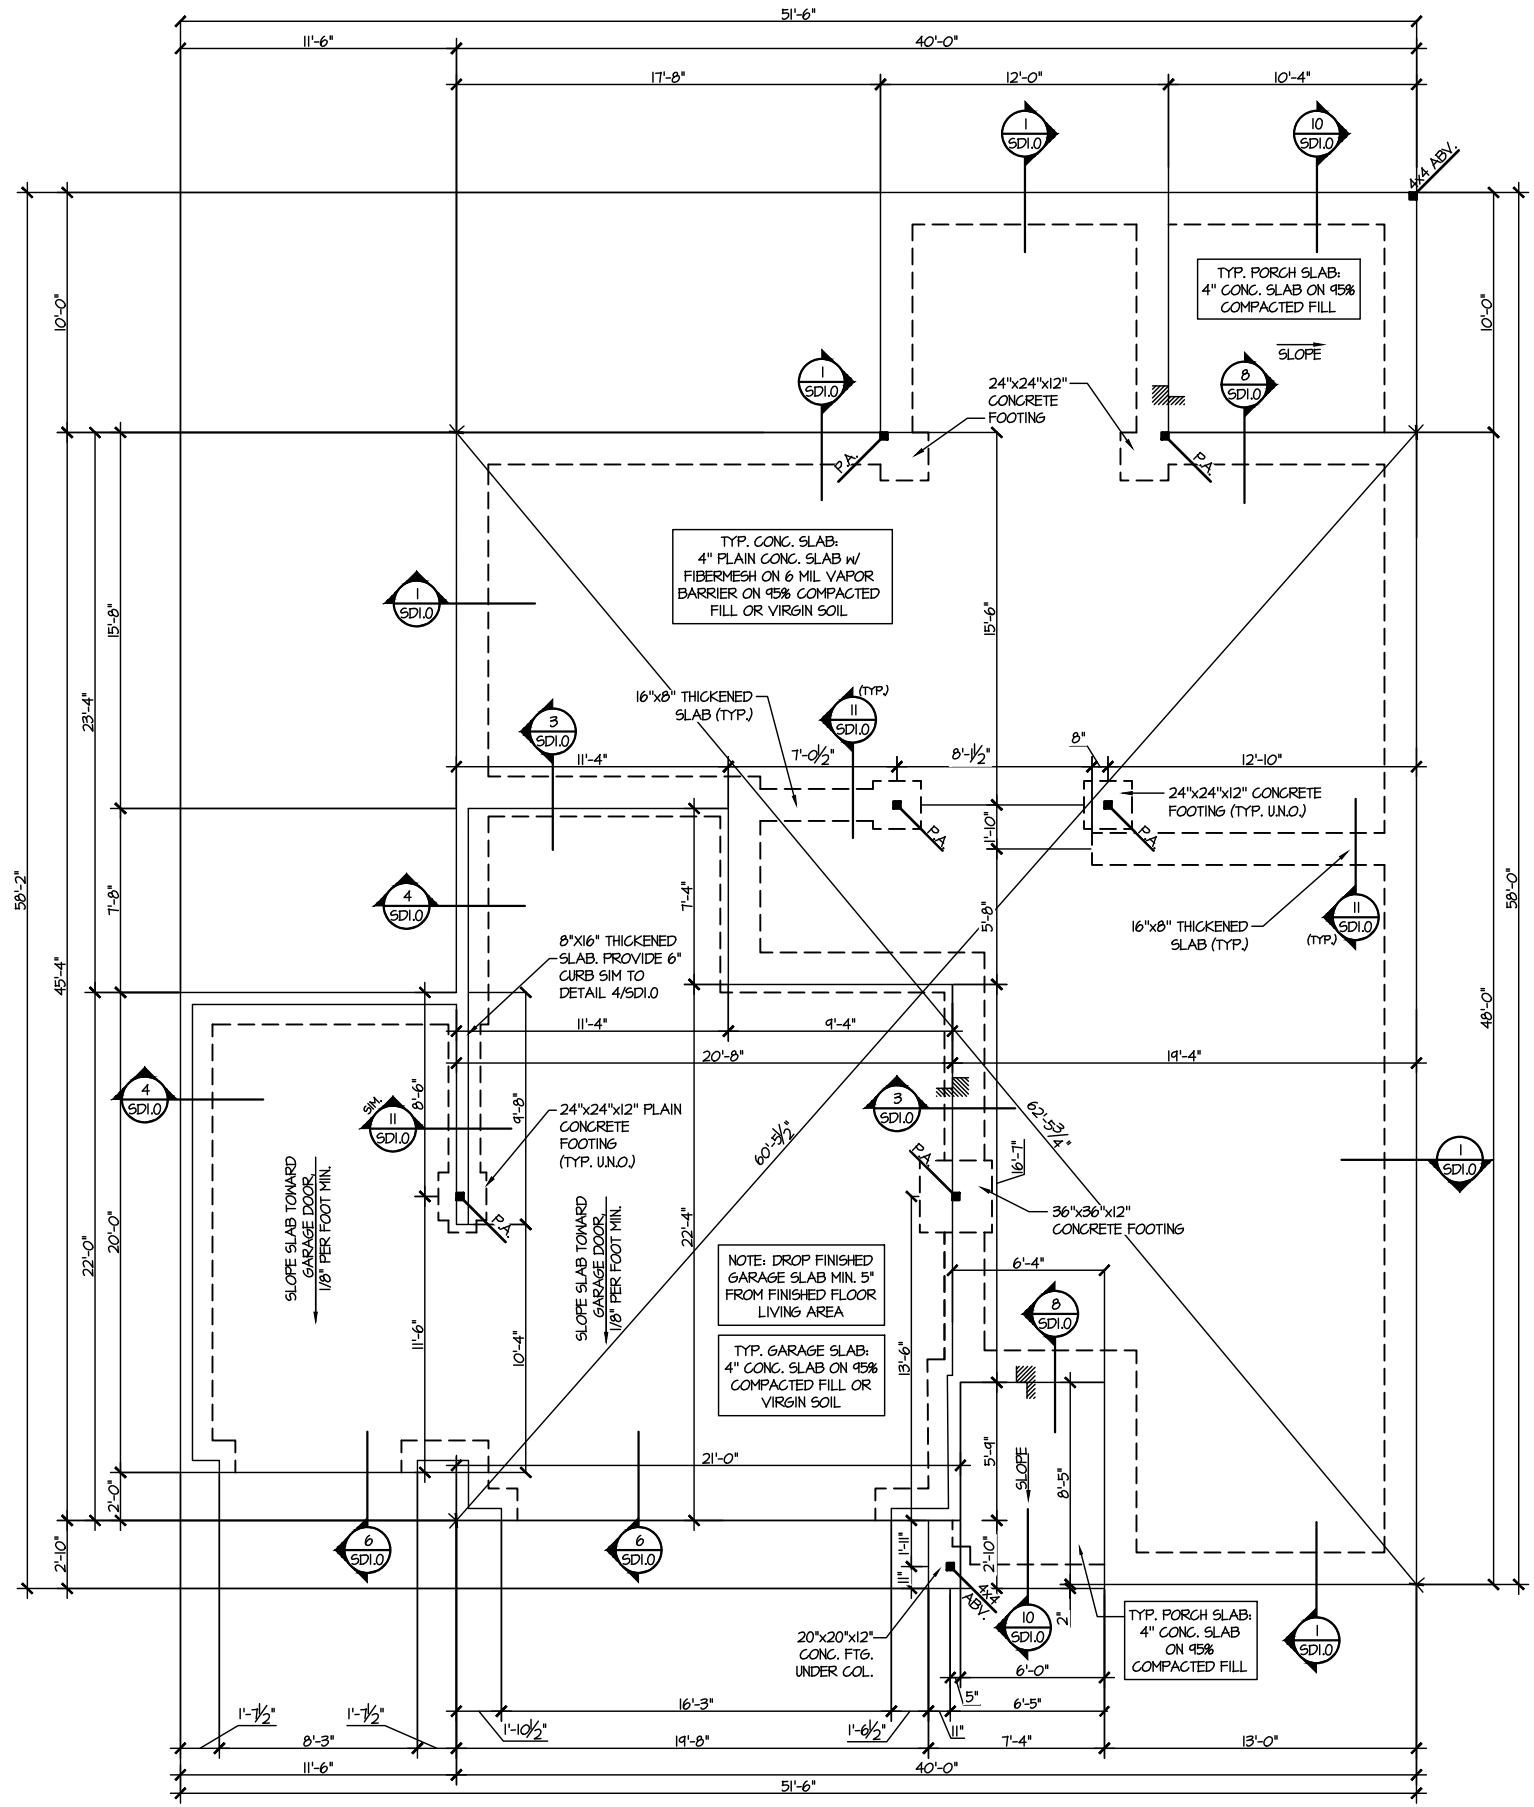 51'-6"
11'-6"
40'-0"
17'-8"
12'-0"
10'-4"
1
SD1.0
10
SD1.0
4x4 ABV.
TYP. PORCH SLAB:
4" CONC. SLAB ON 95%
COMPACTED FILL
10'-0"
10'-0"
SLOPE
1
SD1.0
8
SD1.0
24"x24"x12"
CONCRETE
FOOTING
P.A.
P.A.
TYP. CONC. SLAB:
4" PLAIN CONC. SLAB W/
FIBERMESH ON 6 MIL VAPOR
BARRIER ON 95% COMPACTED
FILL OR VIRGIN SOIL
1
SD1.0
15'-8"
15'-6"
23'-4"
16"x8" THICKENED
SLAB (TYP.)
11
SD1.0
(TYP.)
3
SD1.0
11'-4"
7'-0 1/2"
8'-1 1/2"
8"
12'-10"
24"x24"x12" CONCRETE
FOOTING (TYP. U.N.O.)
P.A.
P.A.
1'-10"
58'-2"
7'-8"
7'-4"
5'-8"
58'-0"
4
SD1.0
16"x8" THICKENED
SLAB (TYP.)
11
SD1.0
(TYP.)
8"X16" THICKENED
SLAB. PROVIDE 6"
CURB SIM TO
DETAIL 4/SD1.0
45'-4"
48'-0"
11'-4"
9'-4"
20'-8"
19'-4"
4
SD1.0
8'-6"
9'-8"
SIM.
11
SD1.0
24"x24"x12" PLAIN
CONCRETE
FOOTING
(TYP. U.N.O.)
3
SD1.0
60'-5 1/2"
62'-5 3/4"
16'-7"
1
SD1.0
P.A.
P.A.
36"x36"x12"
CONCRETE FOOTING
SLOPE SLAB TOWARD
GARAGE DOOR,
1/8" PER FOOT MIN.
SLOPE SLAB TOWARD
GARAGE DOOR,
1/8" PER FOOT MIN.
22'-0"
20'-0"
22'-4"
NOTE: DROP FINISHED
GARAGE SLAB MIN. 5"
FROM FINISHED FLOOR
LIVING AREA
6'-4"
8
SD1.0
11'-6"
10'-4"
13'-6"
TYP. GARAGE SLAB:
4" CONC. SLAB ON 95%
COMPACTED FILL OR
VIRGIN SOIL
21'-0"
5'-9"
SLOPE
8'-5"
2'-0"
2'-10"
6
SD1.0
6
SD1.0
1'-11"
11"
2'-10"
4x4
ABV.
2"
10
SD1.0
1
SD1.0
20"x20"x12"
CONC. FTG.
UNDER COL.
TYP. PORCH SLAB:
4" CONC. SLAB
ON 95%
COMPACTED FILL
6'-0"
5"
6'-5"
16'-3"
1'-7 1/2"
1'-7 1/2"
1'-10 1/2"
1'-6 1/2"
11"
8'-3"
19'-8"
7'-4"
13'-0"
11'-6"
40'-0"
51'-6"